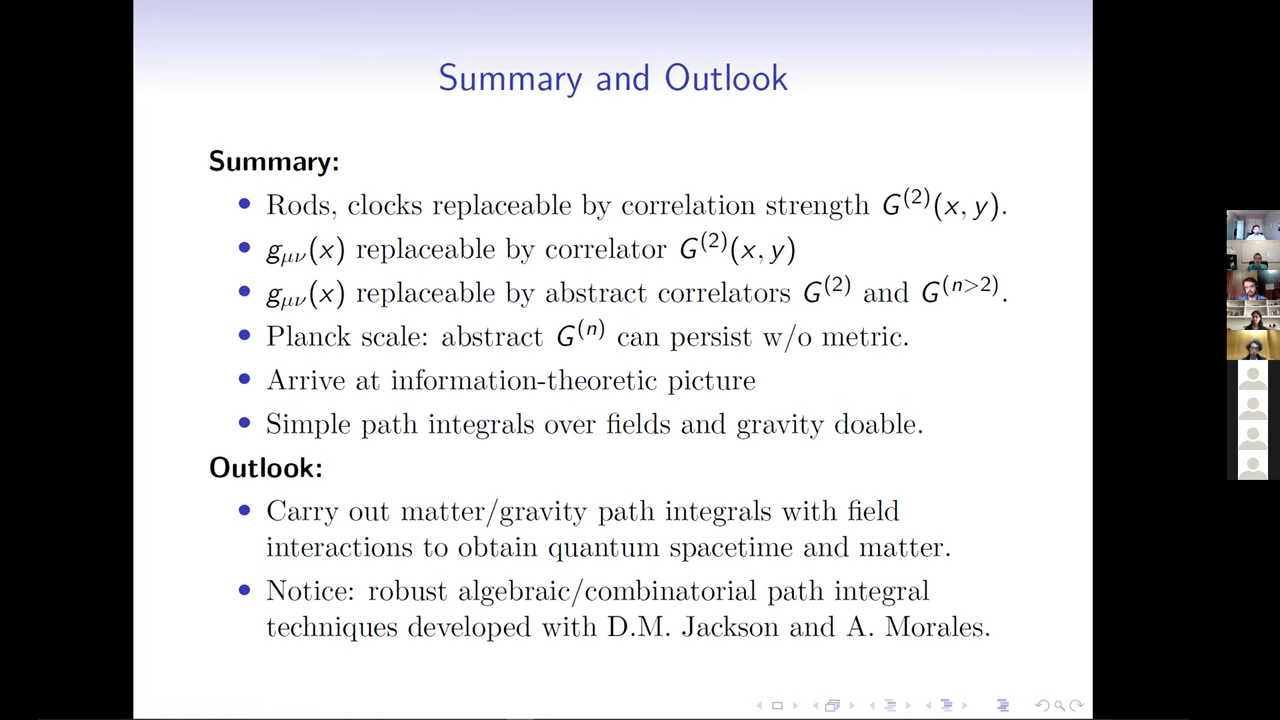 Summary and Outlook
Summary:
• Rods, clocks replaceable by correlation strength G^(2)(x, y).
• g_μν(x) replaceable by correlator G^(2)(x, y)
• g_μν(x) replaceable by abstract correlators G^(2) and G^(n>2).
• Planck scale: abstract G^(n) can persist w/o metric.
• Arrive at information-theoretic picture
• Simple path integrals over fields and gravity doable.
Outlook:
• Carry out matter/gravity path integrals with field
interactions to obtain quantum spacetime and matter.
• Notice: robust algebraic/combinatorial path integral
techniques developed with D.M. Jackson and A. Morales.